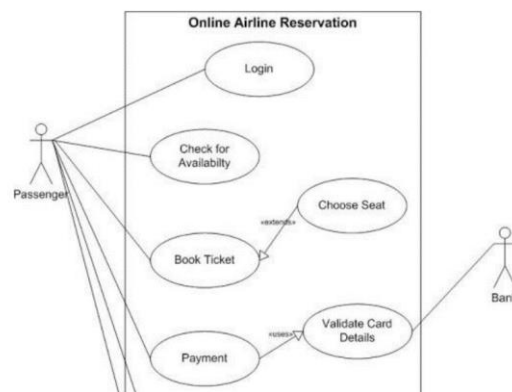 Online Airline Reservation
Login
Check for
Availabilty
Passenger
Choose Seat
«extends»
Book Ticket
Validate Card
Details
«uses»
Payment